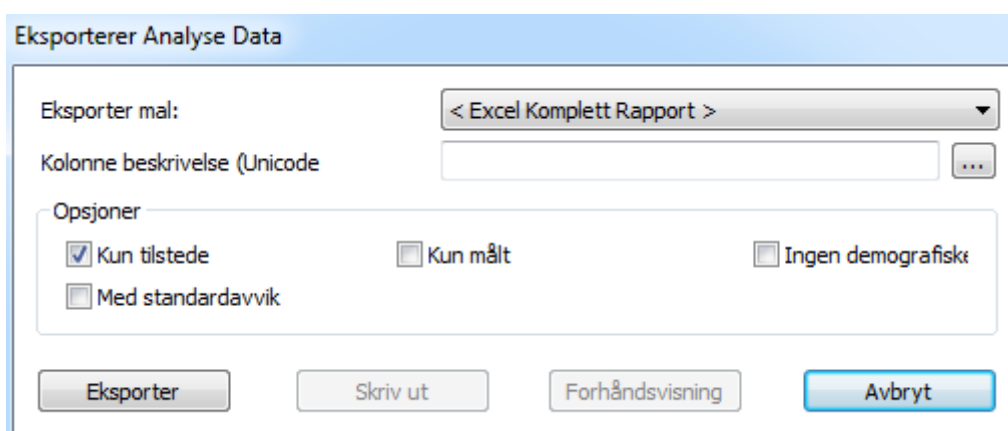 Eksporterer Analyse Data
Eksporter mal: < Excel Komplett Rapport >
Kolonne beskrivelse (Unicode ...
Opsjoner
Kun tilstede Kun målt Ingen demografiske
Med standardavvik
Eksporter Skriv ut Forhåndsvisning Avbryt